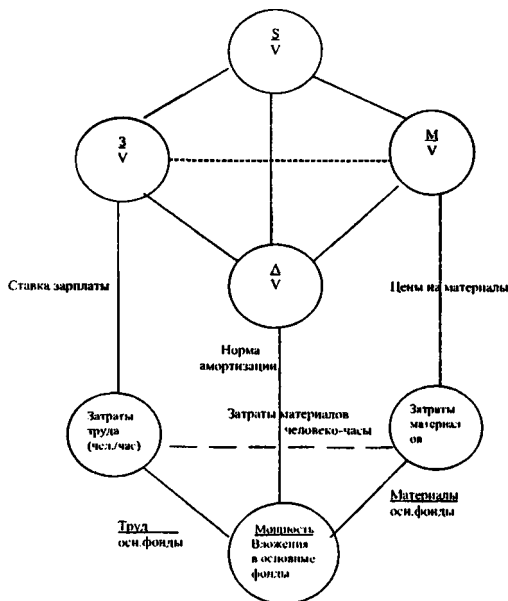 S
V
З
V
М
V
Δ
V
Ставка зарплаты
Цены на материалы
Норма
амортизации
Затраты
труда
(чел./час)
Затраты материалов
человеко-часы
Затраты
материал
ов
Труд
осн.фонды
Материалы
осн.фонды
Мощность
Вложения
в основные
фонды